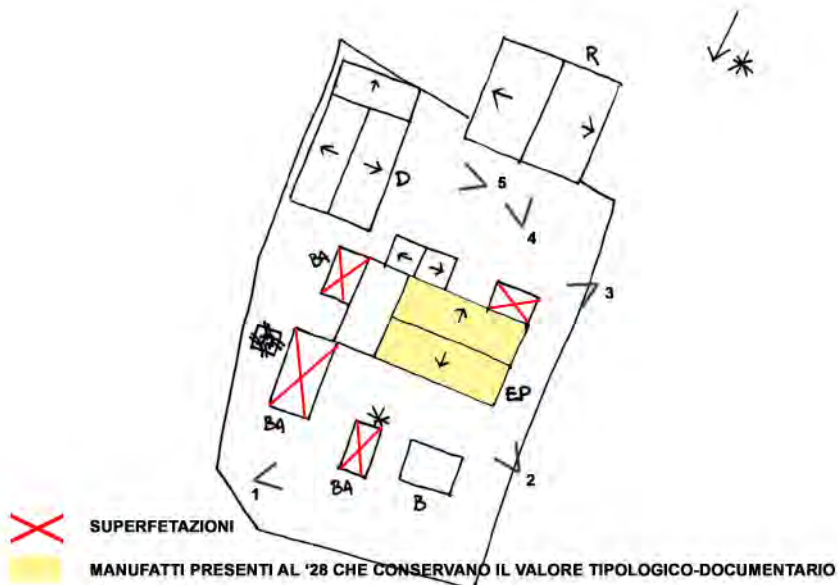 R
D
5
4
BA
3
EP
BA
BA
B
2
1
SUPERFETAZIONI
MANUFATTI PRESENTI AL '28 CHE CONSERVANO IL VALORE TIPOLOGICO-DOCUMENTARIO